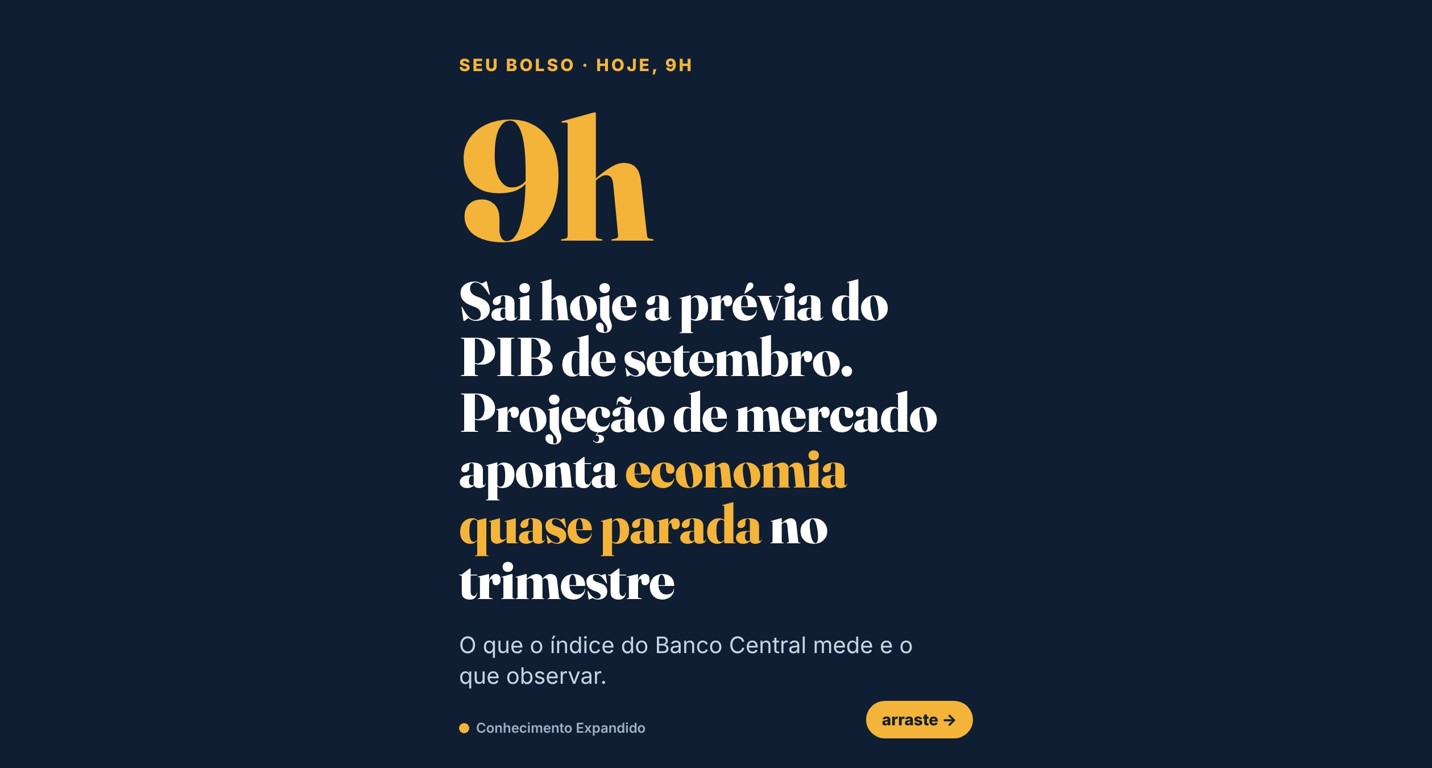 SEU BOLSO · HOJE, 9H
9h
Sai hoje a prévia do
PIB de setembro.
Projeção de mercado
aponta economia
quase parada no
trimestre
O que o índice do Banco Central mede e o
que observar.
Conhecimento Expandido
arraste →